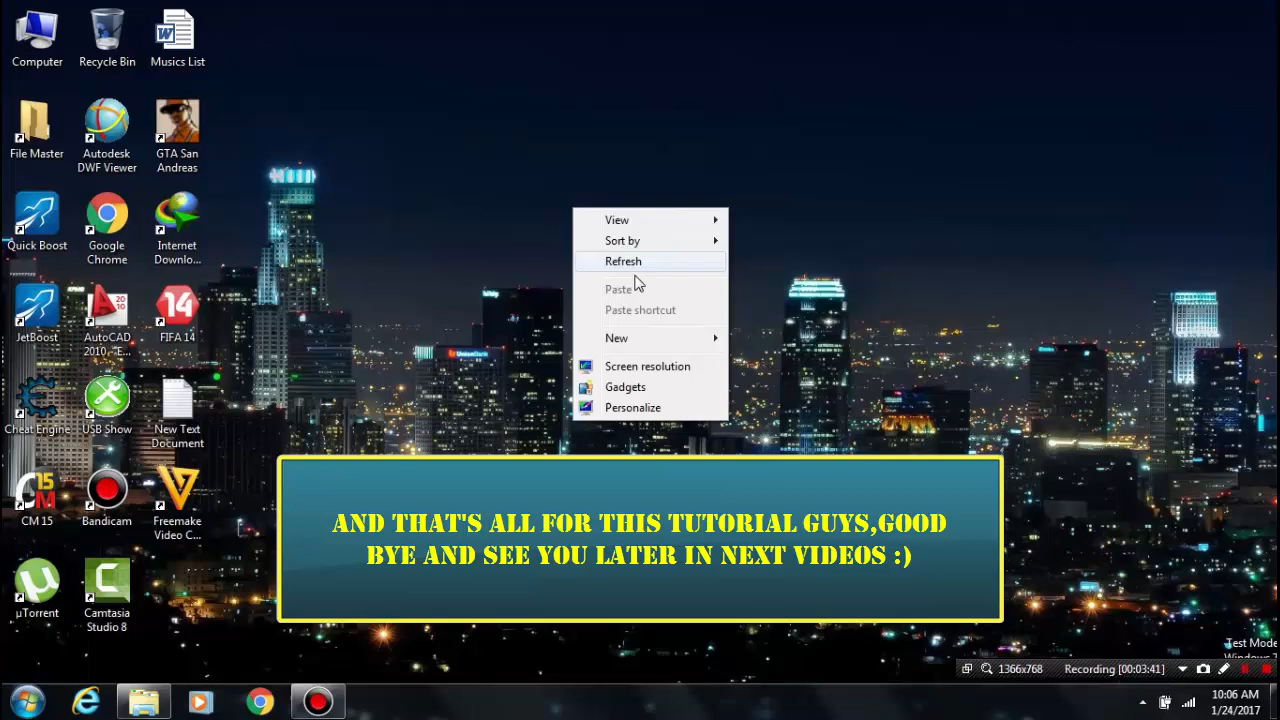 Computer
Recycle Bin
Musics List
File Master
Autodesk
DWF Viewer
GTA San
Andreas
Quick Boost
Google
Chrome
Internet
Downlo...
JetBoost
AutoCAD
2010 -"E...
FIFA 14
Cheat Engine
USB Show
New Text
Document
CM 15
Bandicam
Freemake
Video C...
µTorrent
Camtasia
Studio 8
View
Sort by
Refresh
Paste
Paste shortcut
New
Screen resolution
Gadgets
Personalize
AND THAT'S ALL FOR THIS TUTORIAL GUYS,GOOD
BYE AND SEE YOU LATER IN NEXT VIDEOS :)
Test Mode
1366x768
Recording [00:03:41]
10:06 AM
1/24/2017